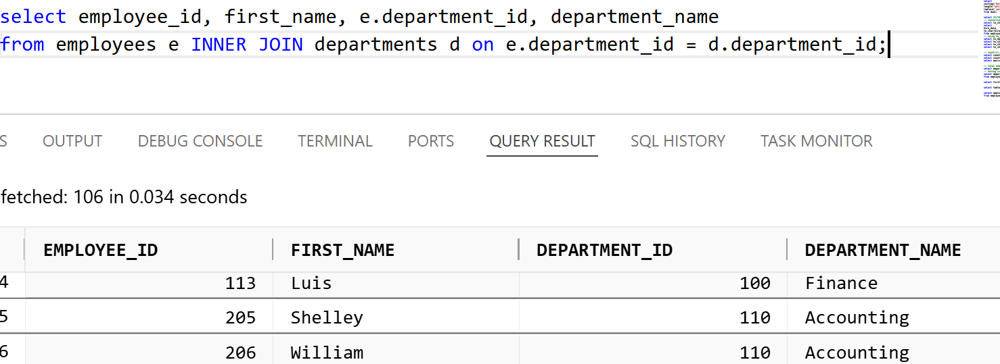 select employee_id, first_name, e.department_id, department_name
from employees e INNER JOIN departments d on e.department_id = d.department_id;
S OUTPUT DEBUG CONSOLE TERMINAL PORTS QUERY RESULT SQL HISTORY TASK MONITOR
fetched: 106 in 0.034 seconds
EMPLOYEE_ID FIRST_NAME DEPARTMENT_ID DEPARTMENT_NAME
4 113 Luis 100 Finance
5 205 Shelley 110 Accounting
6 206 William 110 Accounting